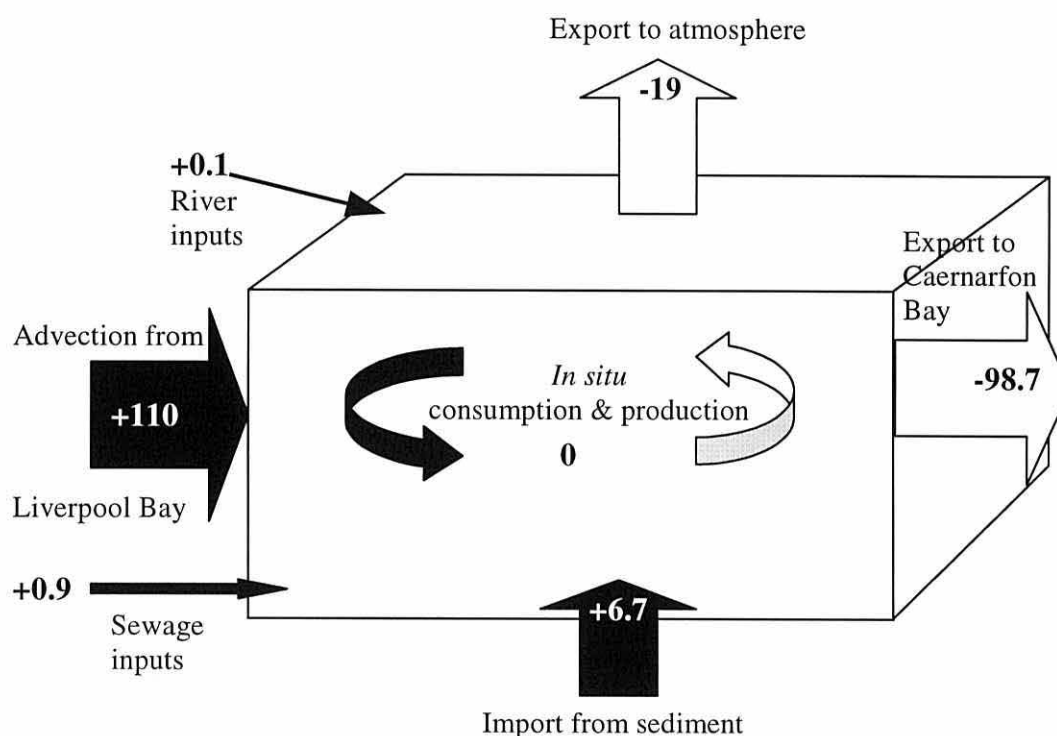 Export to atmosphere
-19
+0.1
River
inputs
Export to
Caernarfon
Bay
Advection from
+110
Liverpool Bay
In situ
consumption & production
0
-98.7
+0.9
Sewage
inputs
+6.7
Import from sediment